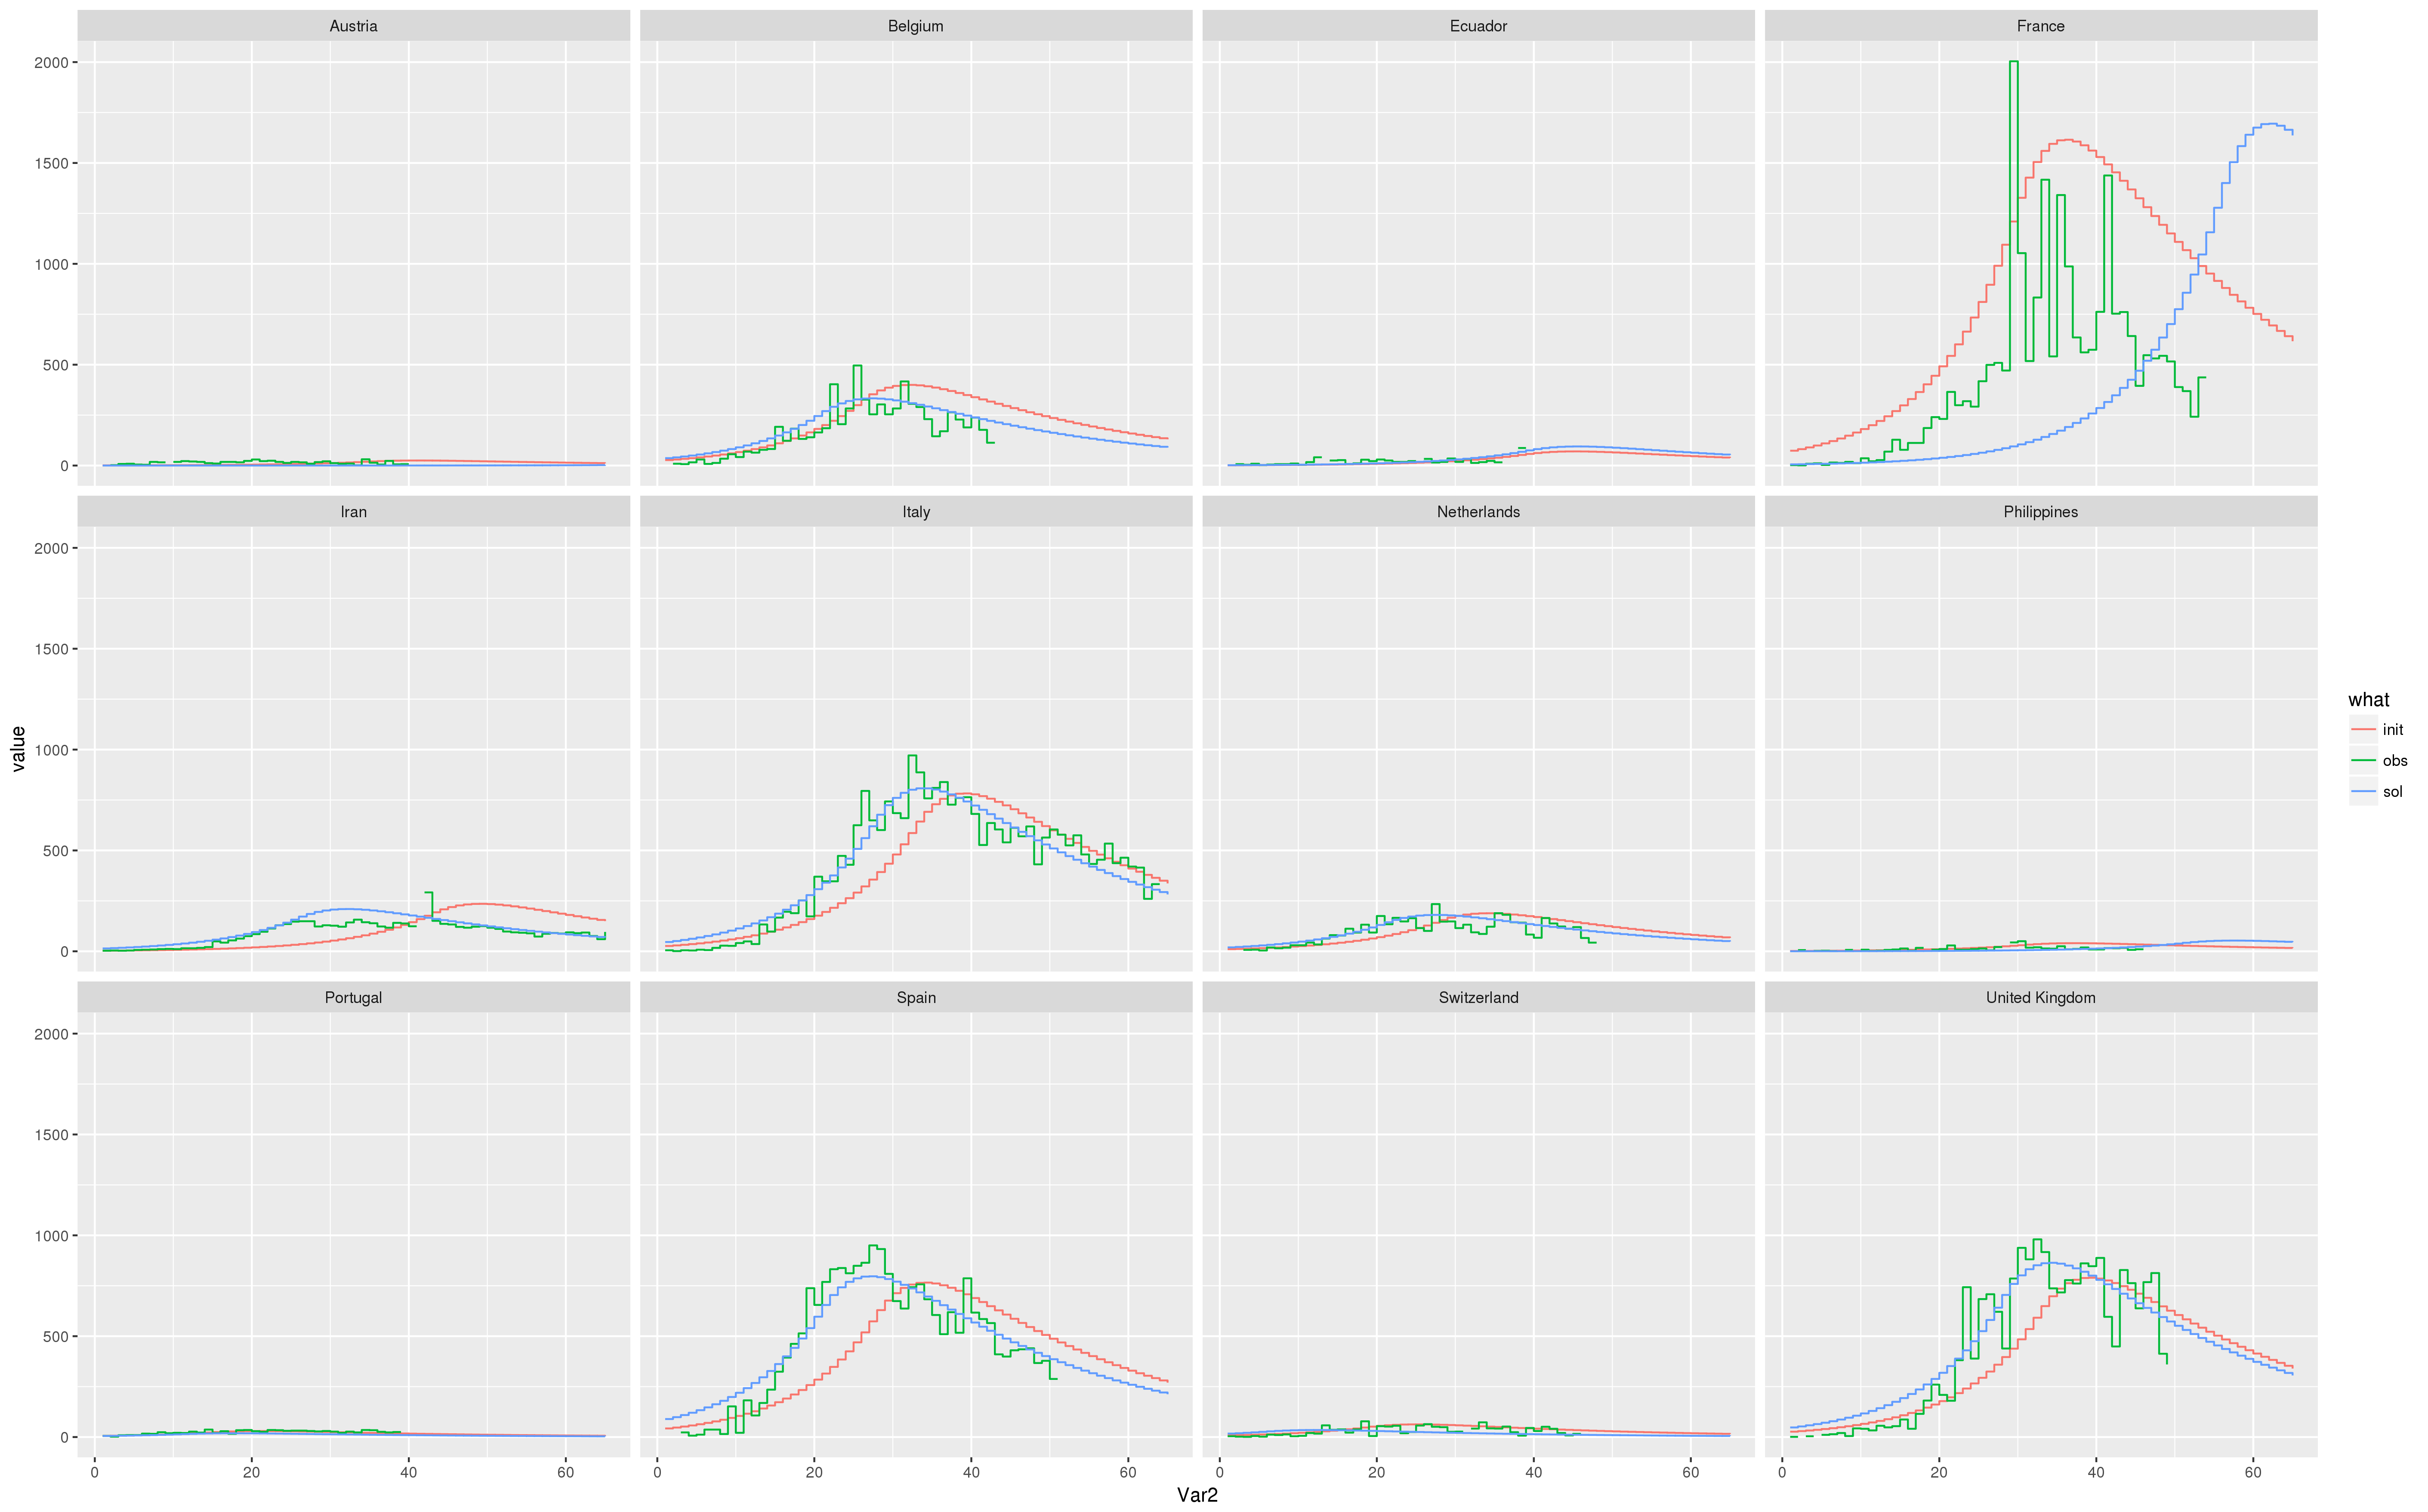 Austria Belgium Ecuador France
2000
1500
1000
500
0
Iran Italy Netherlands Philippines
2000
1500
1000
500
0
Portugal Spain Switzerland United Kingdom
2000
1500
1000
500
0
0 20 40 60 0 20 40 60 0 20 40 60 0 20 40 60
Var2
value
what
init
obs
sol